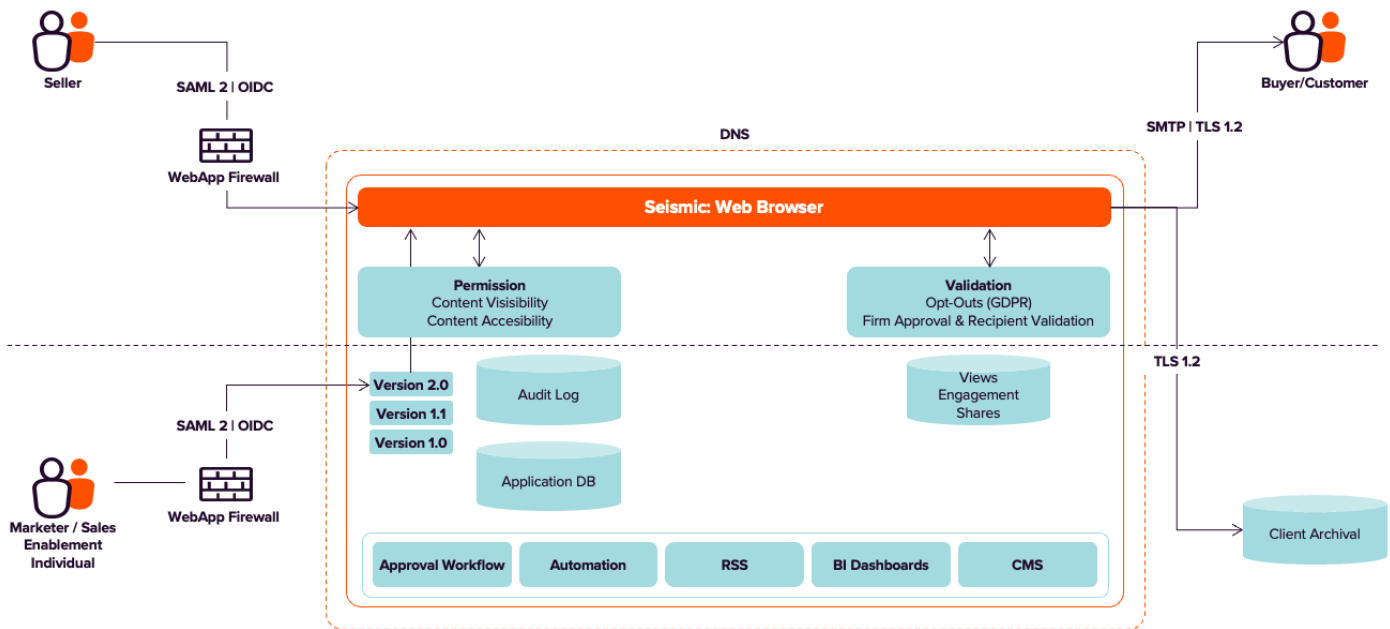 Seller
SAML 2 | OIDC
WebApp Firewall
DNS
Buyer/Customer
SMTP | TLS 1.2
Seismic: Web Browser
Permission
Content Visisibility
Content Accesibility
Validation
Opt-Outs (GDPR)
Firm Approval & Recipient Validation
TLS 1.2
Version 2.0
Version 1.1
Version 1.0
Audit Log
Application DB
Views
Engagement
Shares
SAML 2 | OIDC
WebApp Firewall
Marketer / Sales
Enablement
Individual
Client Archival
Approval Workflow
Automation
RSS
BI Dashboards
CMS